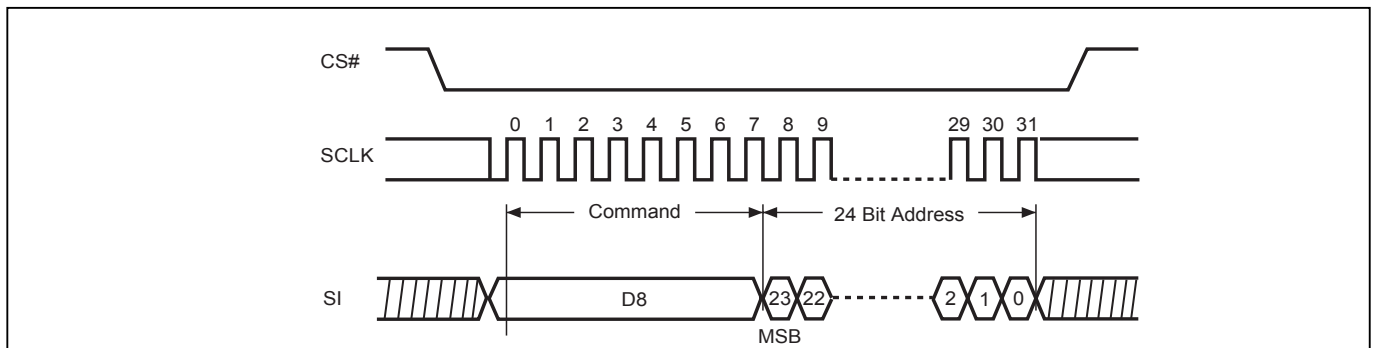 CS#
0 1 2 3 4 5 6 7 8 9 29 30 31
SCLK
Command 24 Bit Address
SI D8 23 22 2 1 0
MSB